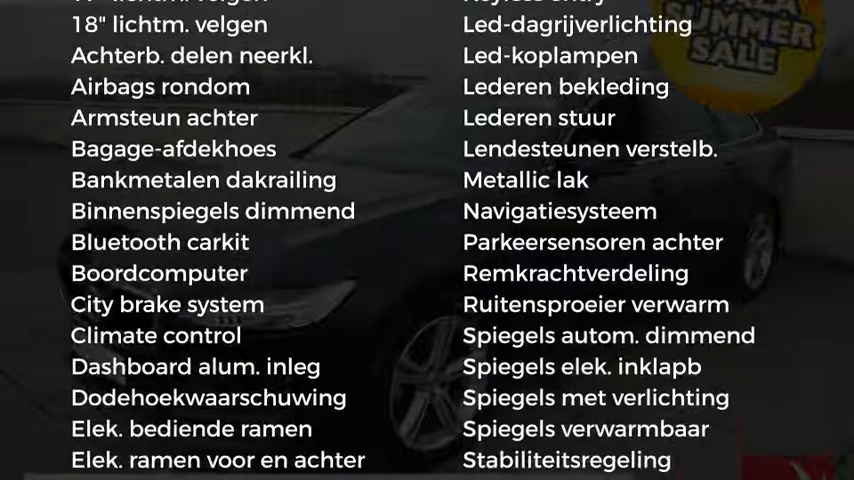 18" lichtm. velgen
Achterb. delen neerkl.
Airbags rondom
Armsteun achter
Bagage-afdekhoes
Bankmetalen dakrailing
Binnenspiegels dimmend
Bluetooth carkit
Boordcomputer
City brake system
Climate control
Dashboard alum. inleg
Dodehoekwaarschuwing
Elek. bediende ramen
Elek. ramen voor en achter
Led-dagrijverlichting
Led-koplampen
Lederen bekleding
Lederen stuur
Lendesteunen verstelb.
Metallic lak
Navigatiesysteem
Parkeersensoren achter
Remkrachtverdeling
Ruitensproeier verwarm
Spiegels autom. dimmend
Spiegels elek. inklapb
Spiegels met verlichting
Spiegels verwarmbaar
Stabiliteitsregeling
SUMMER
SALE